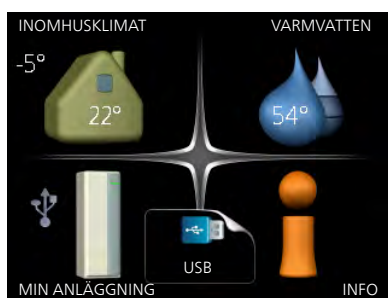 INOMHUSKLIMAT
VARMVATTEN
-5°
22°
54°
USB
MIN ANLÄGGNING
INFO